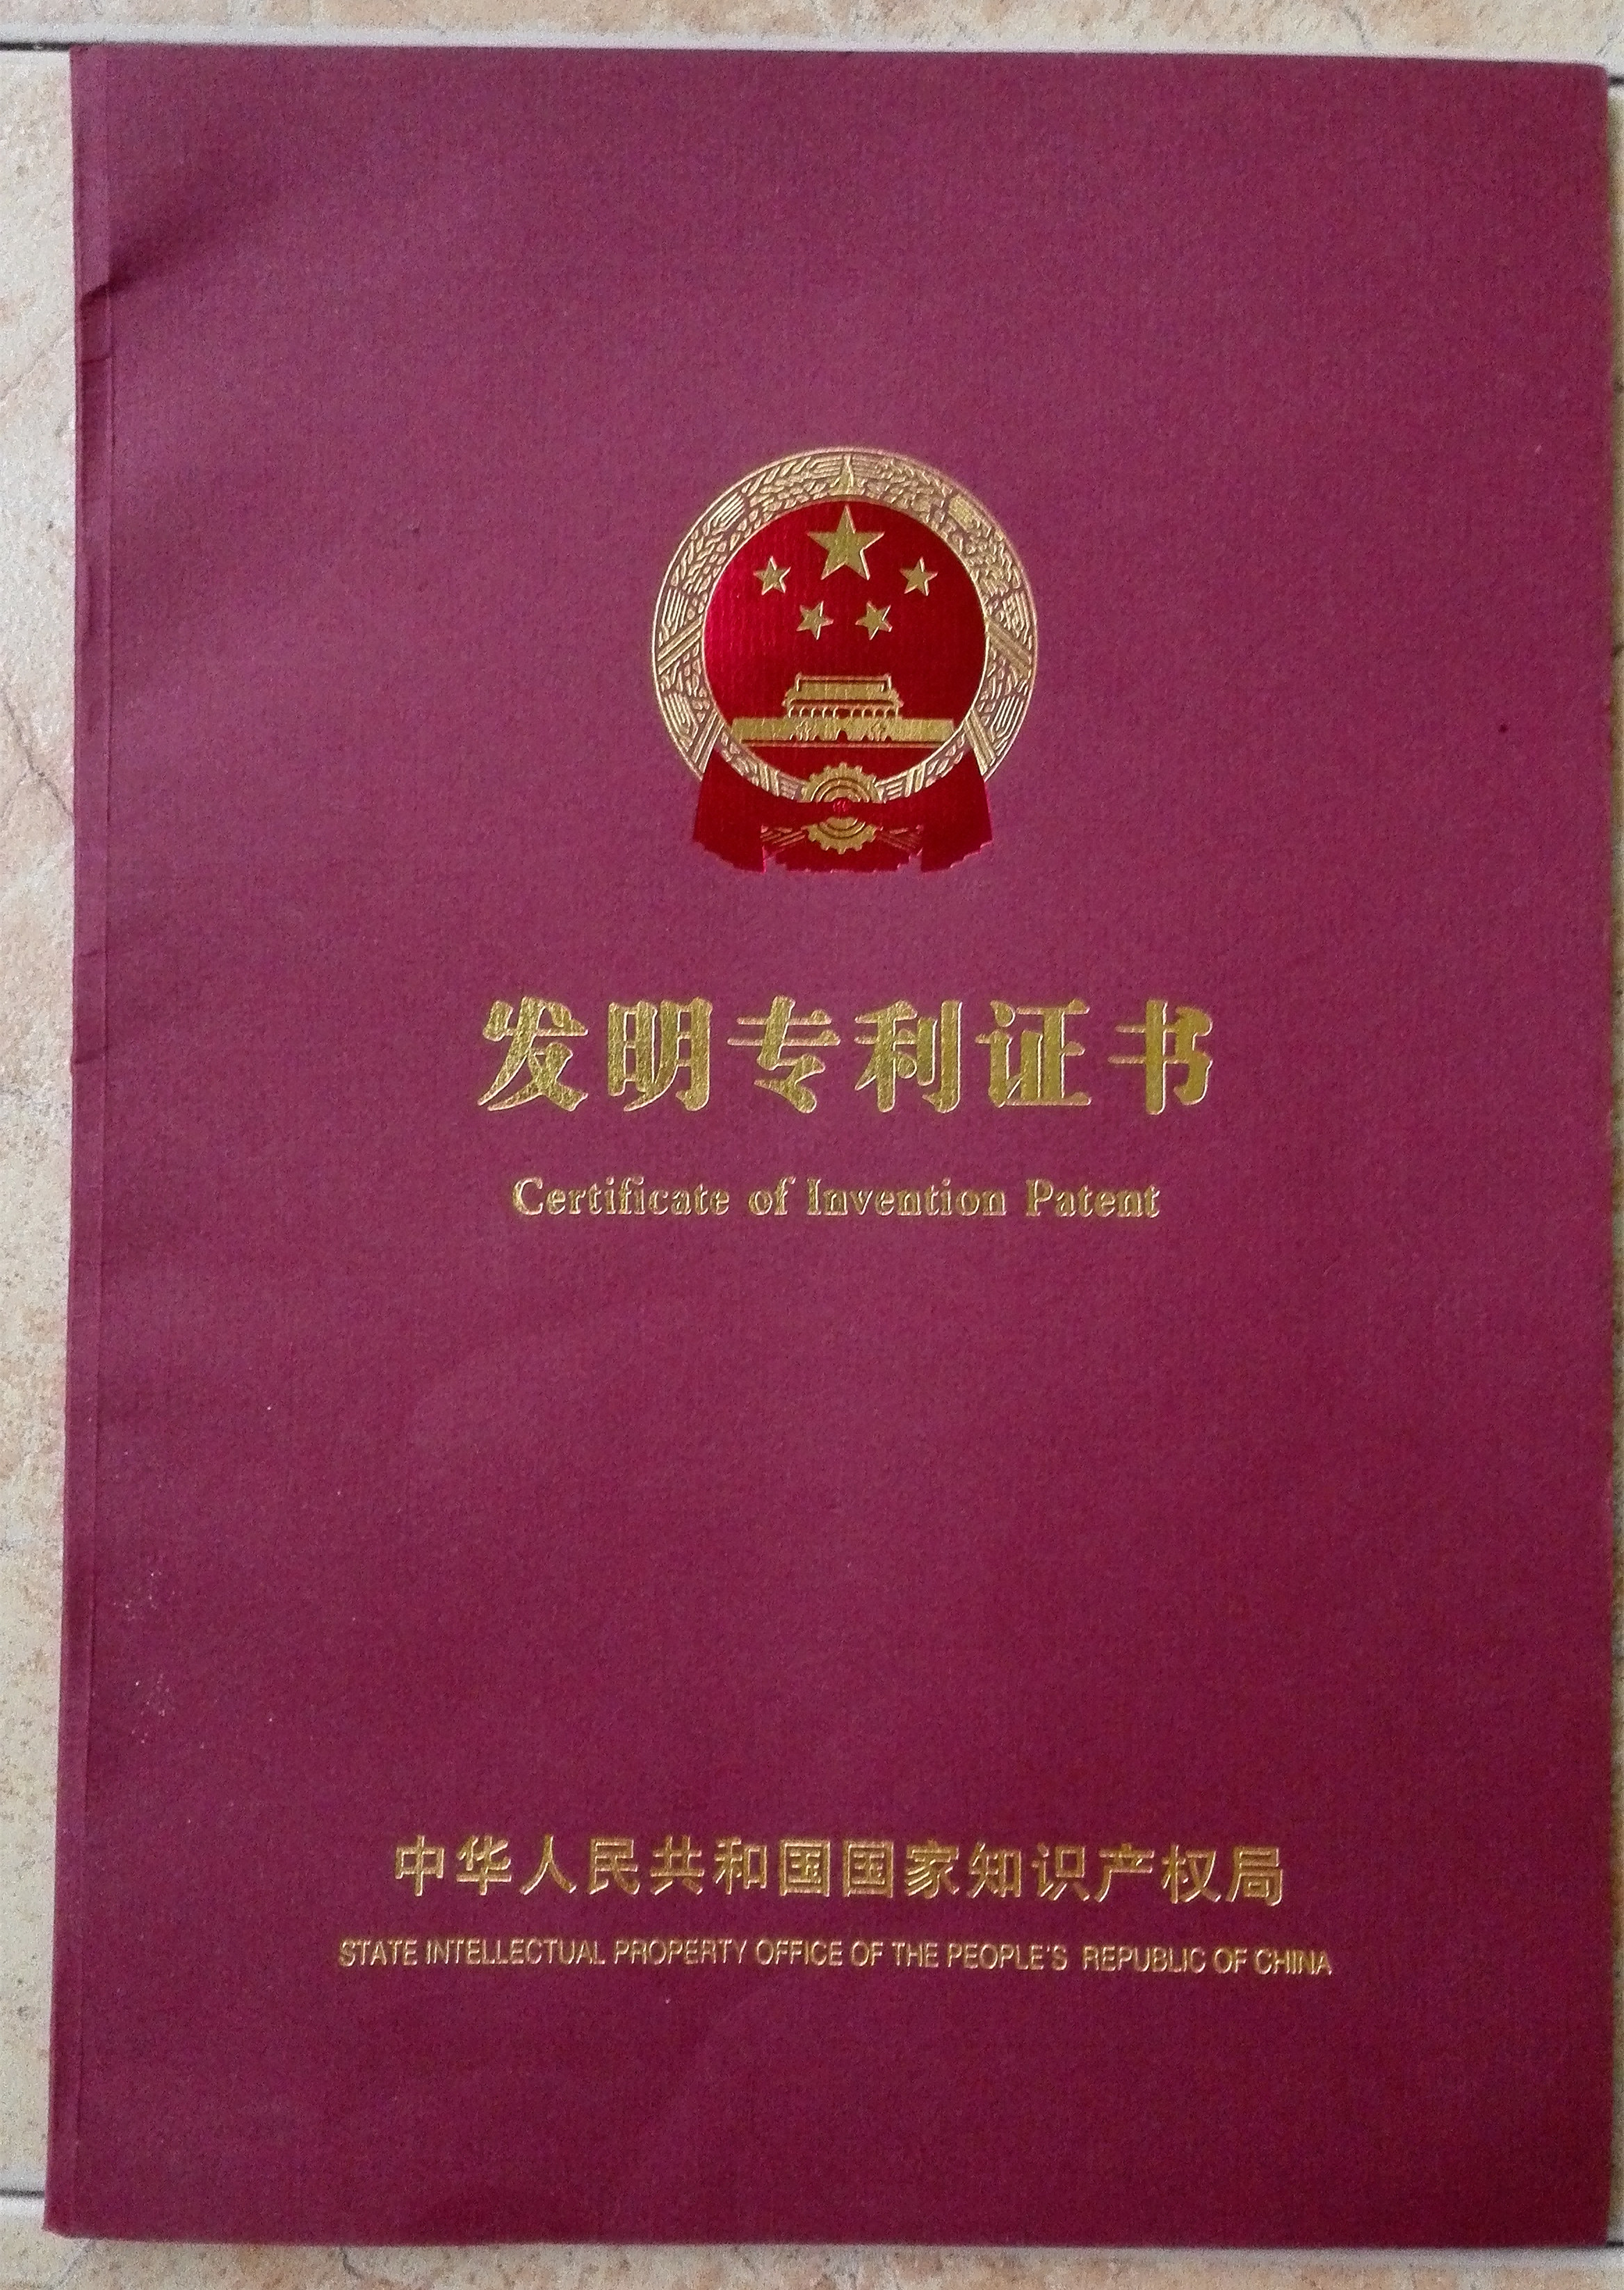 发明专利证书
Certificate of Invention Patent
中华人民共和国国家知识产权局
STATE INTELLECTUAL PROPERTY OFFICE OF THE PEOPLE'S REPUBLIC OF CHINA